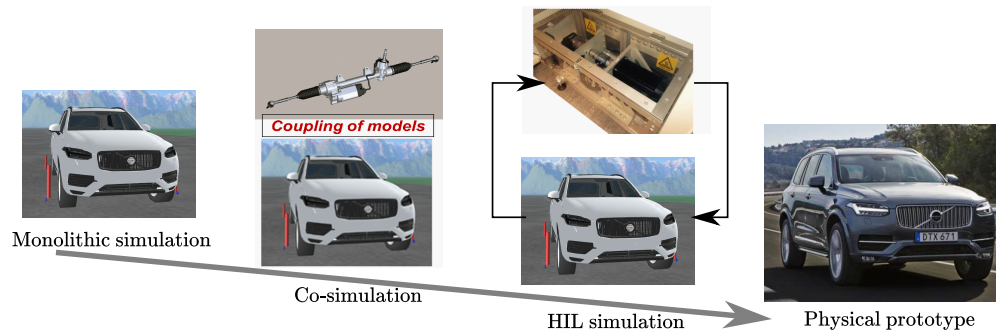 Coupling of models
Monolithic simulation
Co-simulation
HIL simulation
DTX 671
Physical prototype